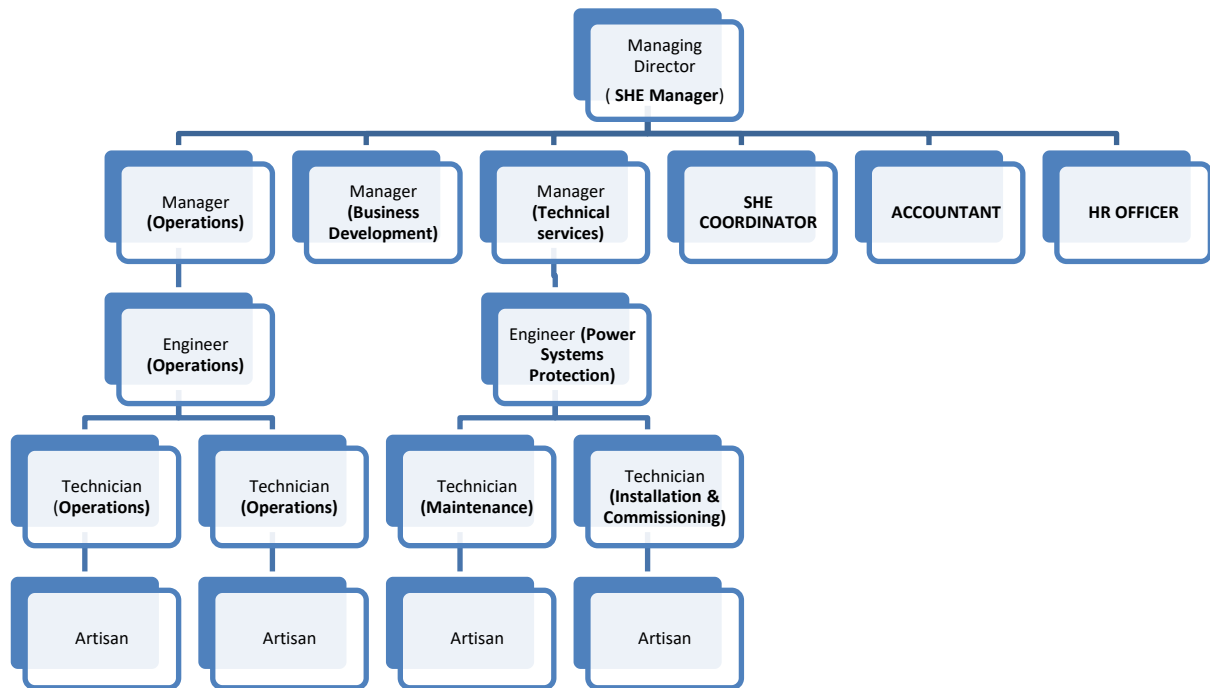 Managing
Director
( SHE Manager)
Manager
(Operations)
Manager
(Business
Development)
Manager
(Technical
services)
SHE
COORDINATOR
ACCOUNTANT
HR OFFICER
Engineer
(Operations)
Engineer (Power
Systems
Protection)
Technician
(Operations)
Technician
(Operations)
Technician
(Maintenance)
Technician
(Installation &
Commissioning)
Artisan
Artisan
Artisan
Artisan